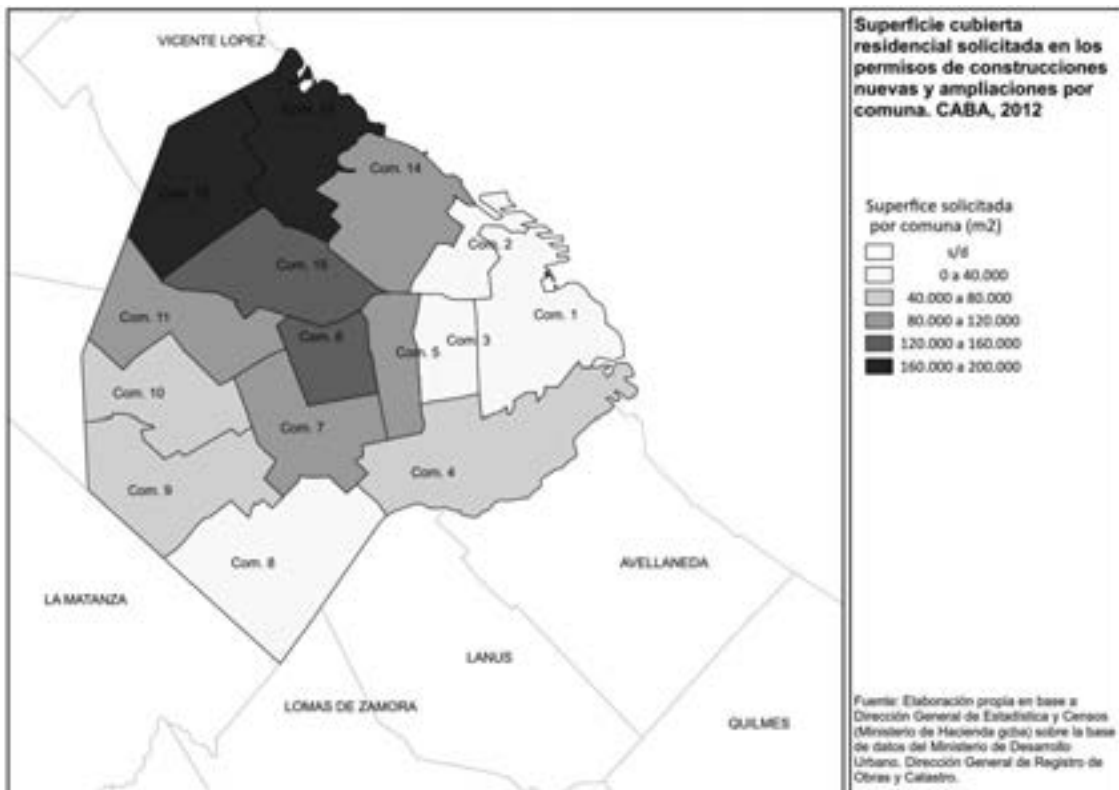 VICENTE LOPEZ
Com. 14
Com. 2
Com. 15
Com. 11
Com. 6
Com. 5
Com. 3
Com. 1
Com. 10
Com. 7
Com. 9
Com. 4
Com. 8
LA MATANZA
AVELLANEDA
LANUS
LOMAS DE ZAMORA
QUILMES
Superficie cubierta
residencial solicitada en los
permisos de construcciones
nuevas y ampliaciones por
comuna. CABA, 2012
Superfice solicitada
por comuna (m2)
s/d
0 a 40.000
40.000 a 80.000
80.000 a 120.000
120.000 a 160.000
160.000 a 200.000
Fuente: Elaboración propia en base a
Dirección General de Estadística y Censos
(Ministerio de Hacienda gcba) sobre la base
de datos del Ministerio de Desarrollo
Urbano. Dirección General de Registro de
Obras y Catastro.